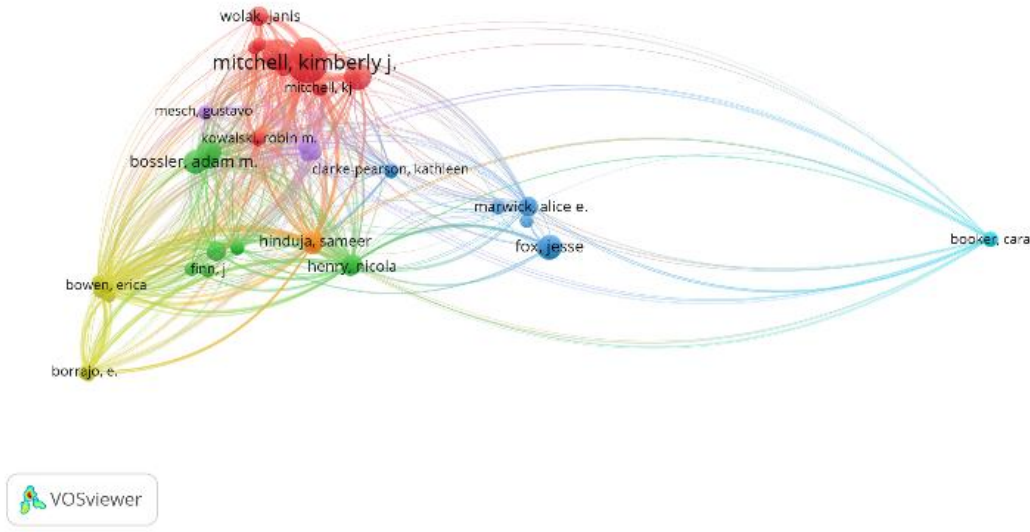 wolak, janis
mitchell, kimberly j.
mitchell, kj
mesch, gustavo
kowalski, robin m.
bossler, adam m.
clarke-pearson, kathleen
marwick, alice e.
booker, cara
hinduja, sameer
fox, jesse
henry, nicola
finn, j
bowen, erica
borrajo, e.
VOSviewer